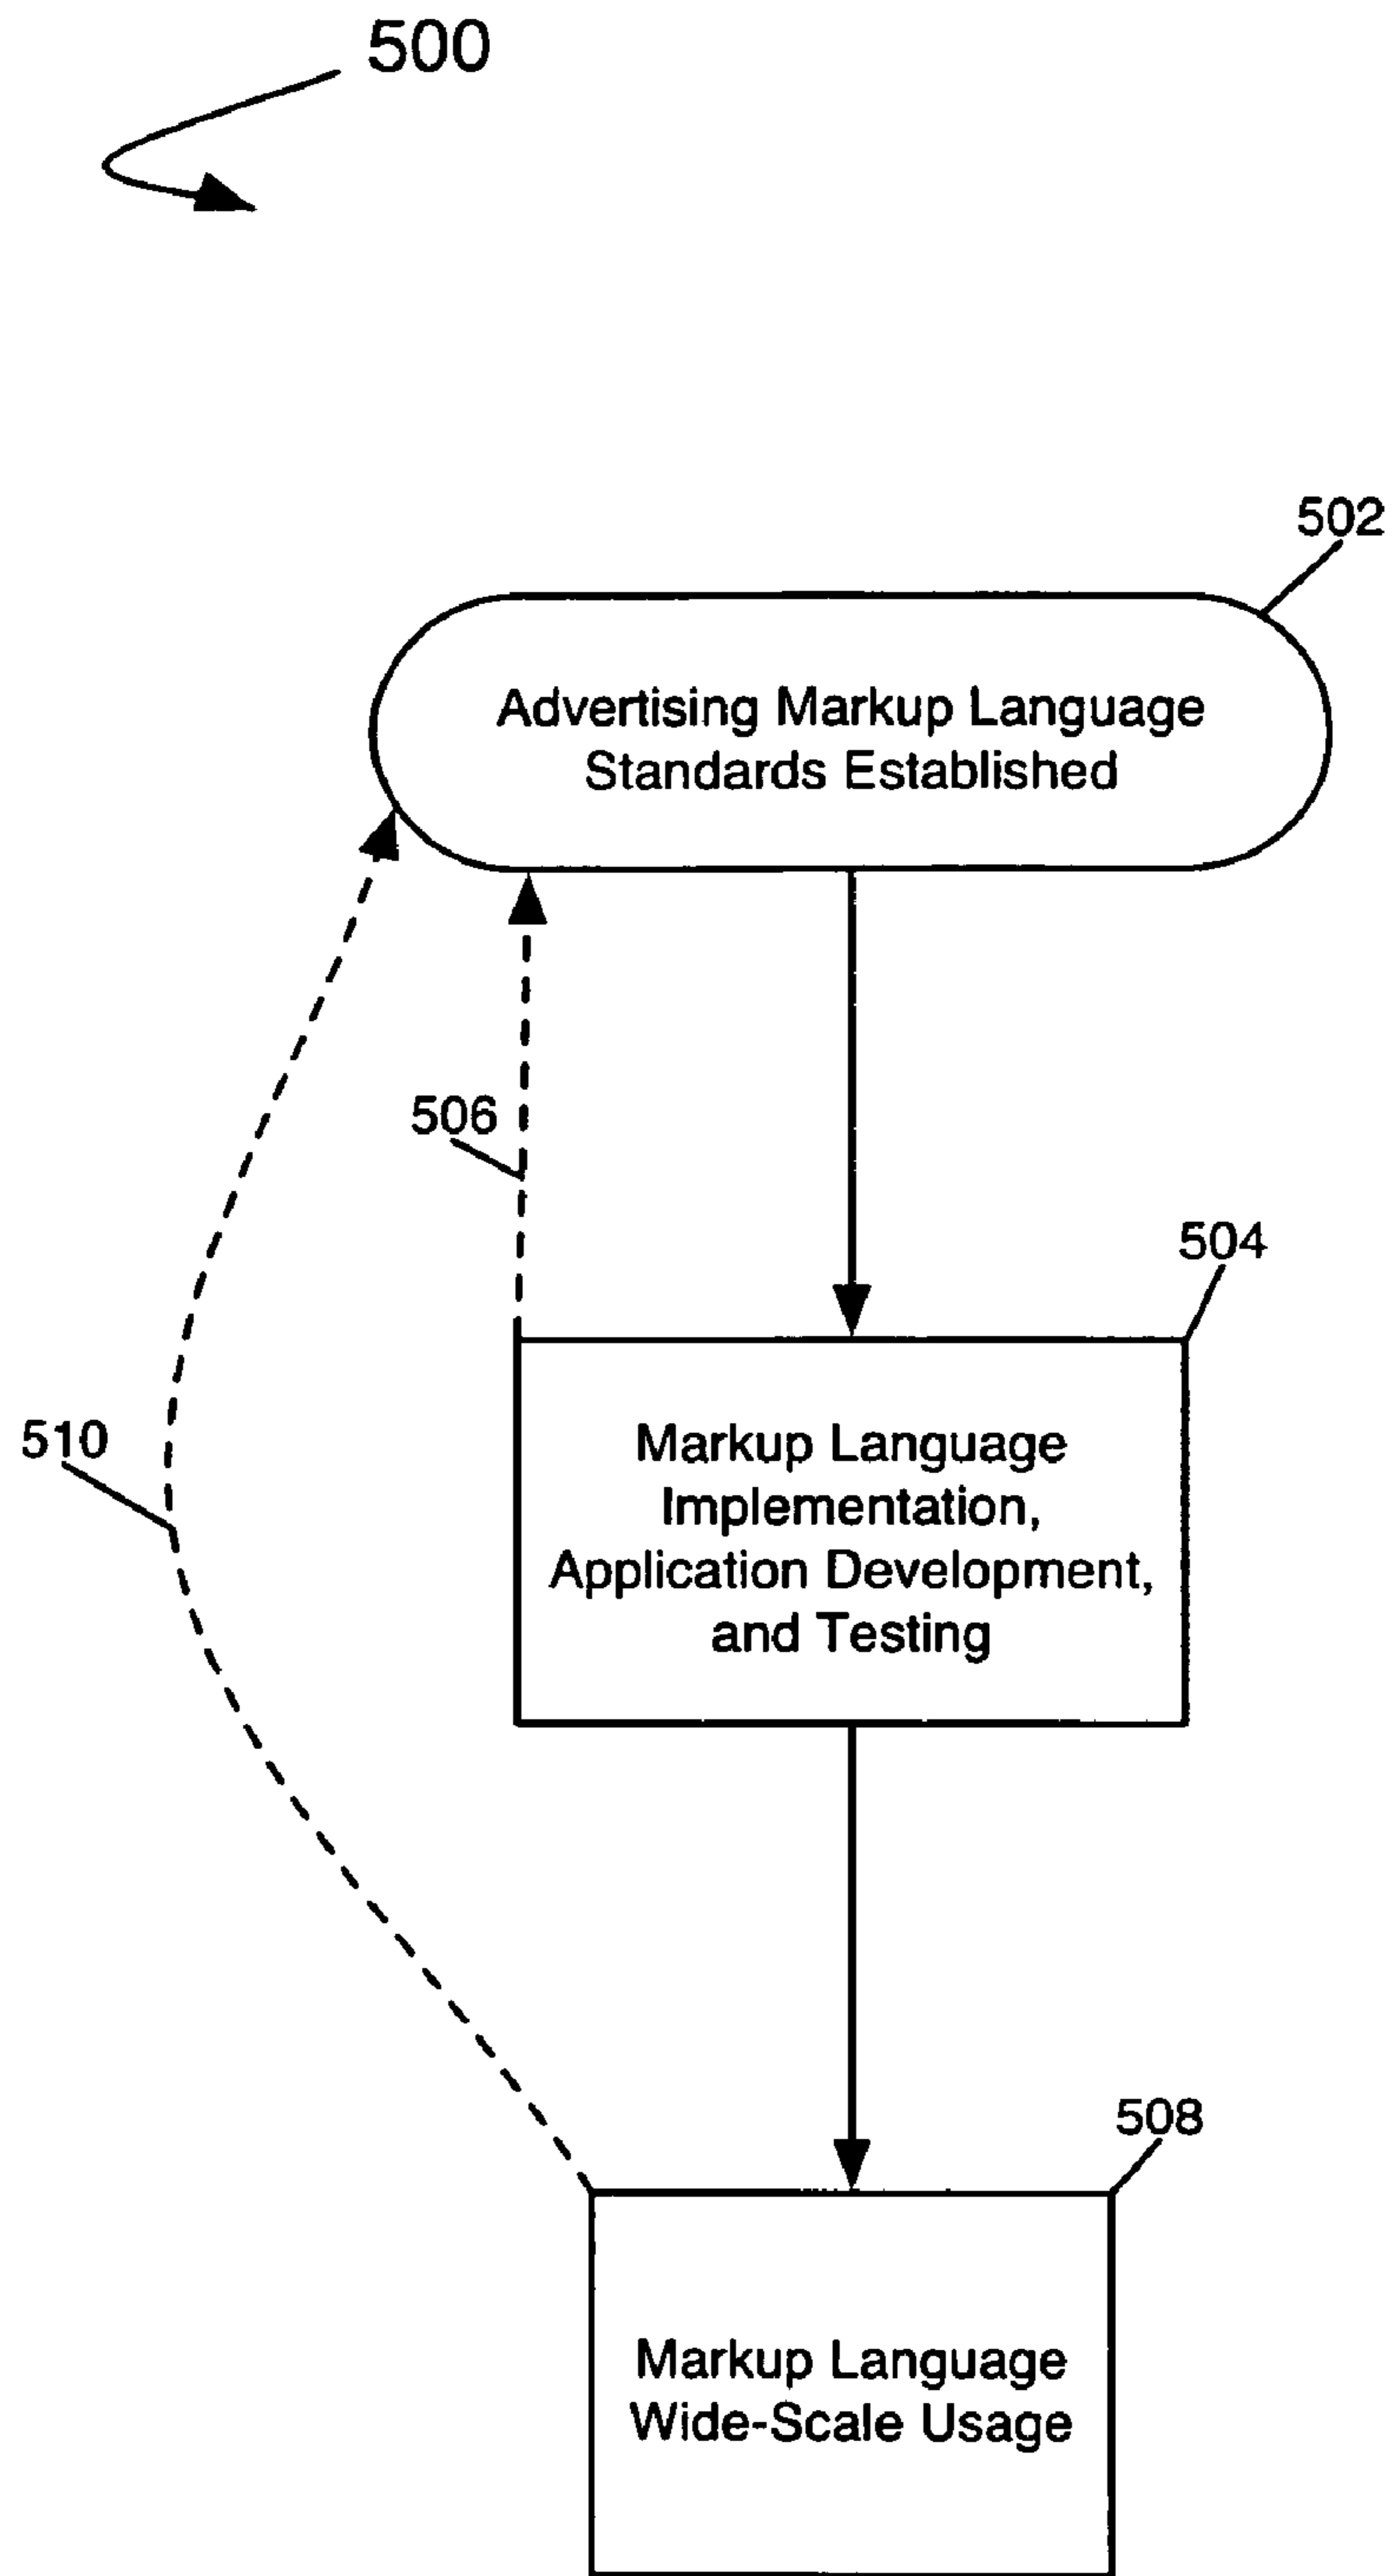 500
502
Advertising Markup Language
Standards Established
506
504
Markup Language
Implementation,
Application Development,
and Testing
510
508
Markup Language
Wide-Scale Usage